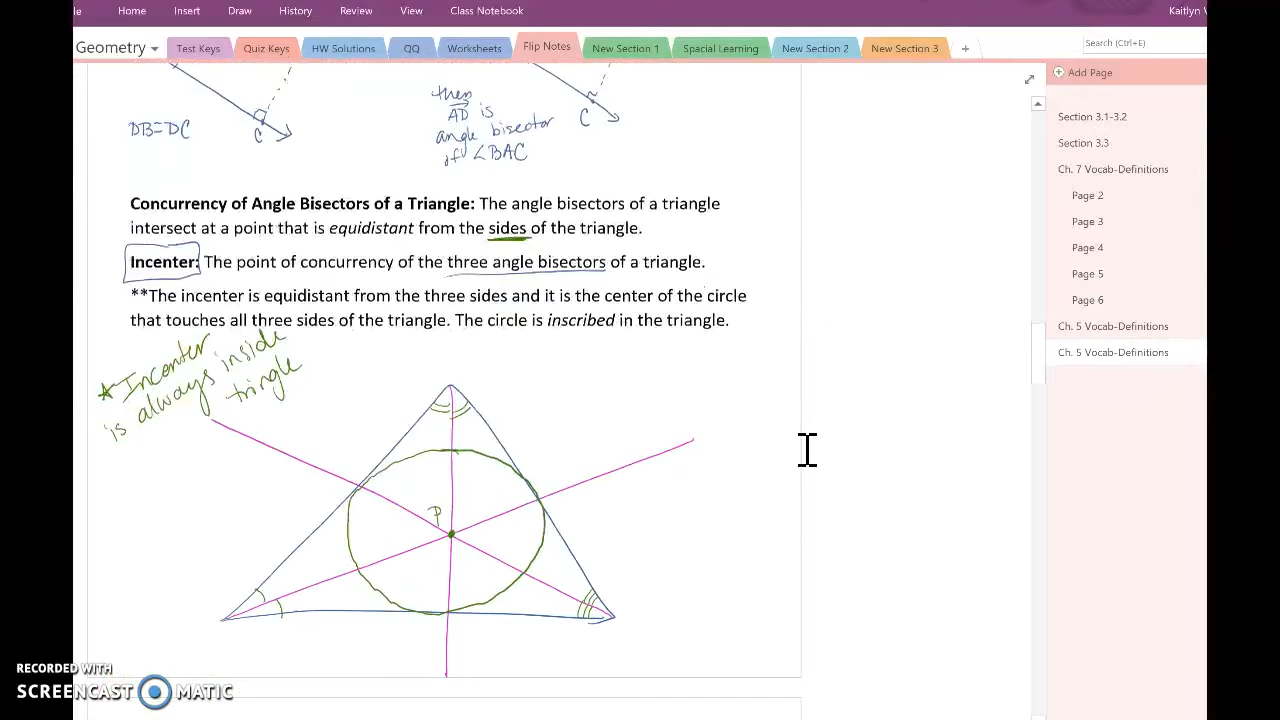 le Home Insert Draw History Review View Class Notebook Kaitlyn V
Geometry Test Keys Quiz Keys HW Solutions QQ Worksheets Flip Notes New Section 1 Spacial Learning New Section 2 New Section 3 + Search (Ctrl+E)
Add Page
Section 3.1-3.2
Section 3.3
Ch. 7 Vocab-Definitions
Page 2
Page 3
Page 4
Page 5
Page 6
Ch. 5 Vocab-Definitions
Ch. 5 Vocab-Definitions
DB=DC
C
then
AD is
angle bisector
of ∠BAC
C
Concurrency of Angle Bisectors of a Triangle: The angle bisectors of a triangle
intersect at a point that is equidistant from the sides of the triangle.
Incenter: The point of concurrency of the three angle bisectors of a triangle.
**The incenter is equidistant from the three sides and it is the center of the circle
that touches all three sides of the triangle. The circle is inscribed in the triangle.
★ Incenter
is always inside
tringle
P
RECORDED WITH
SCREENCAST MATIC